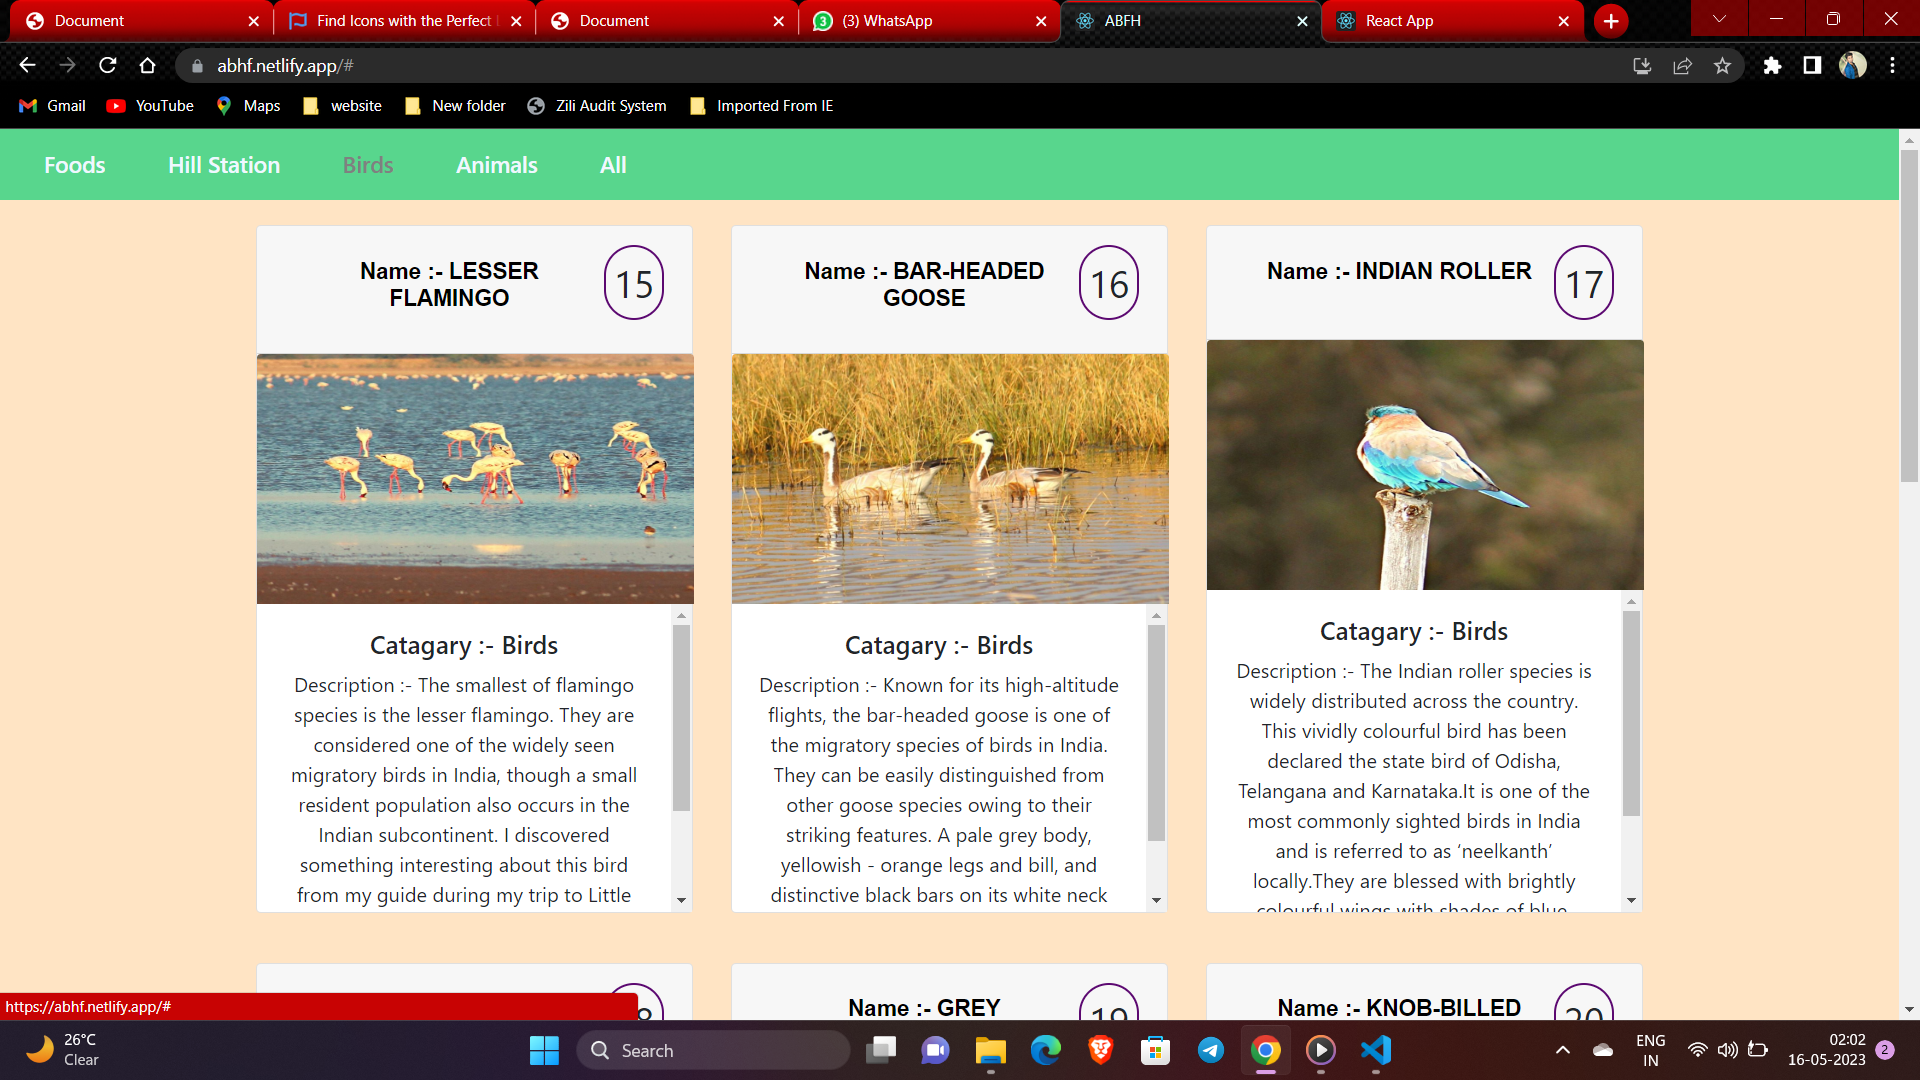 Document
Find Icons with the Perfect
Document
(3) WhatsApp
ABFH
React App
abhf.netlify.app/#
Gmail
YouTube
Maps
website
New folder
Zili Audit System
Imported From IE
Foods
Hill Station
Birds
Animals
All
Name :- LESSER
FLAMINGO
15
Catagary :- Birds
Description :- The smallest of flamingo
species is the lesser flamingo. They are
considered one of the widely seen
migratory birds in India, though a small
resident population also occurs in the
Indian subcontinent. I discovered
something interesting about this bird
from my guide during my trip to Little
Name :- BAR-HEADED
GOOSE
16
Catagary :- Birds
Description :- Known for its high-altitude
flights, the bar-headed goose is one of
the migratory species of birds in India.
They can be easily distinguished from
other goose species owing to their
striking features. A pale grey body,
yellowish - orange legs and bill, and
distinctive black bars on its white neck
Name :- INDIAN ROLLER
17
Catagary :- Birds
Description :- The Indian roller species is
widely distributed across the country.
This vividly colourful bird has been
declared the state bird of Odisha,
Telangana and Karnataka.It is one of the
most commonly sighted birds in India
and is referred to as ‘neelkanth’
locally.They are blessed with brightly
colourful wings with shades of blue
Name :- GREY
19
Name :- KNOB-BILLED
20
https://abhf.netlify.app/#
26°C
Clear
Search
ENG
IN
02:02
16-05-2023
2